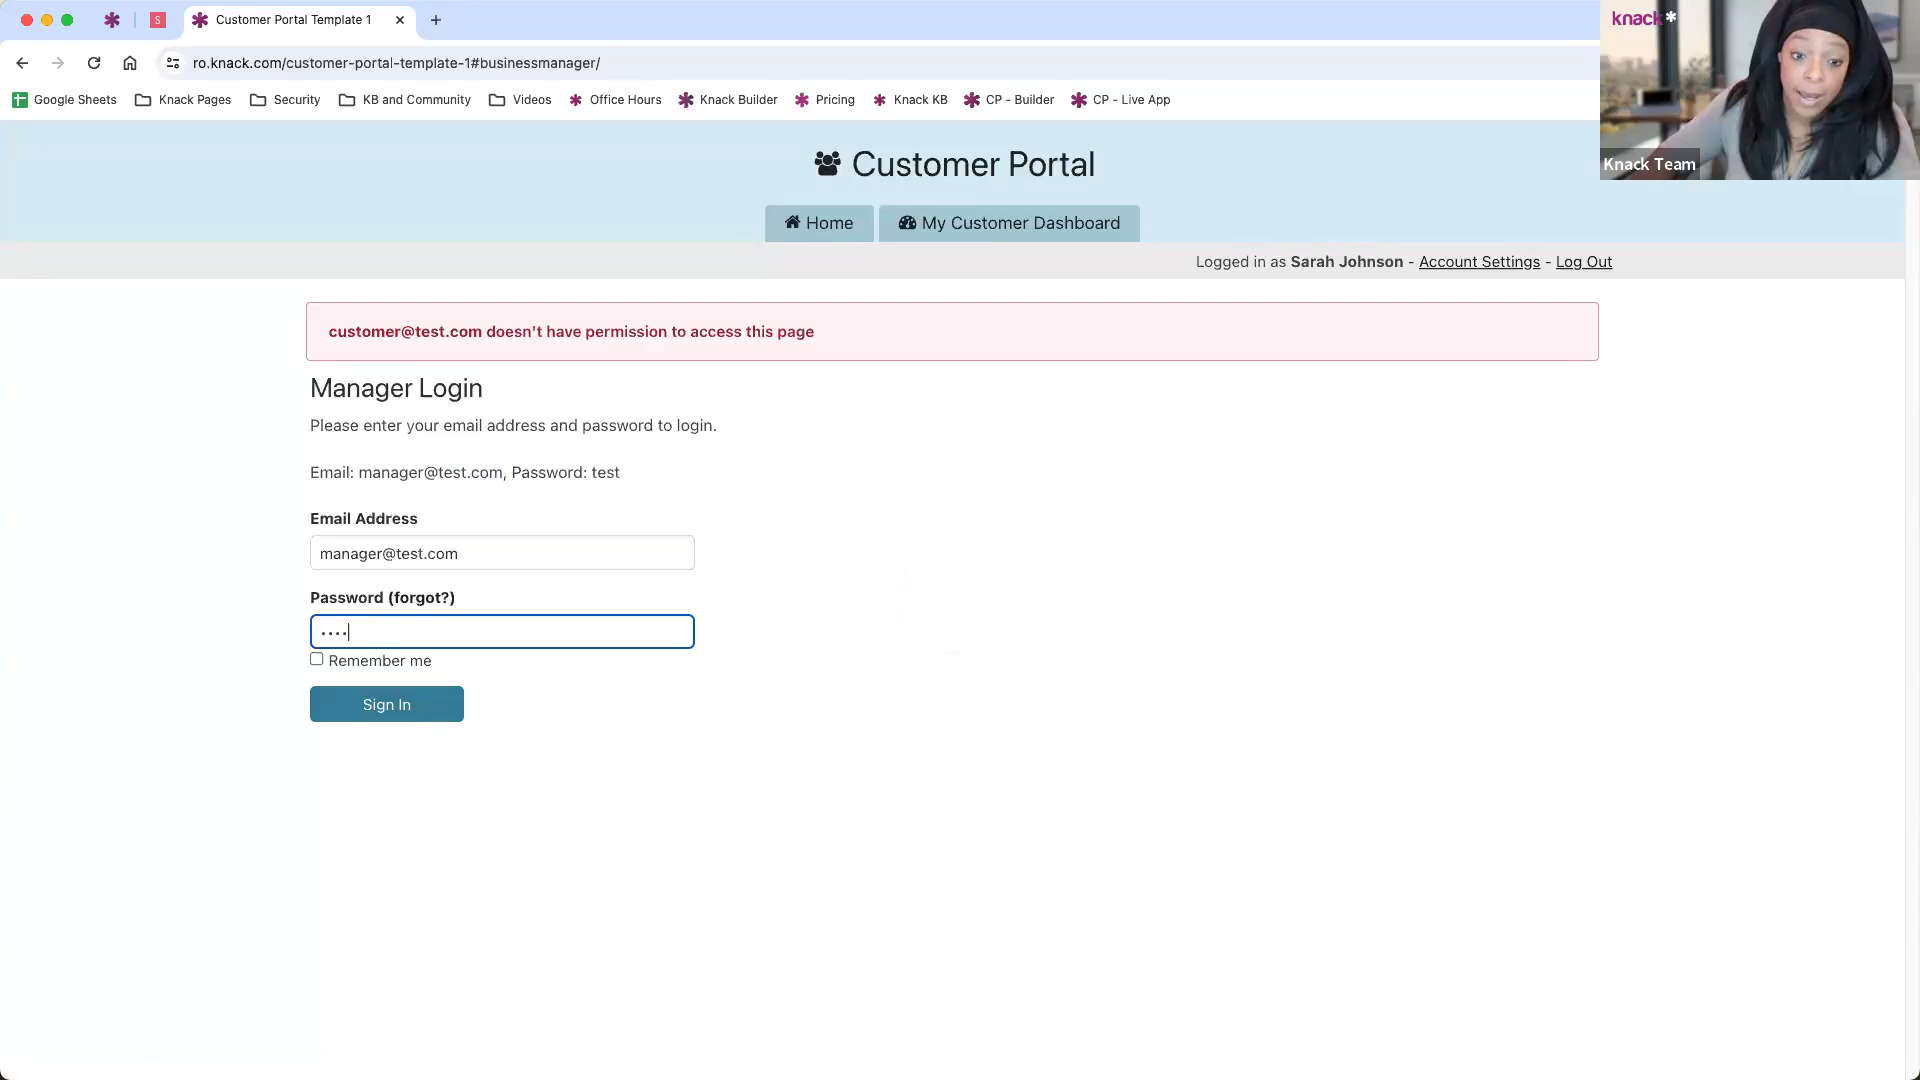 S
Customer Portal Template 1
ro.knack.com/customer-portal-template-1#businessmanager/
Google Sheets
Knack Pages
Security
KB and Community
Videos
Office Hours
Knack Builder
Pricing
Knack KB
CP - Builder
CP - Live App
knack*
Knack Team
Customer Portal
Home
My Customer Dashboard
Logged in as Sarah Johnson - Account Settings - Log Out
customer@test.com doesn't have permission to access this page
Manager Login
Please enter your email address and password to login.
Email: manager@test.com, Password: test
Email Address
manager@test.com
Password (forgot?)
····
Remember me
Sign In